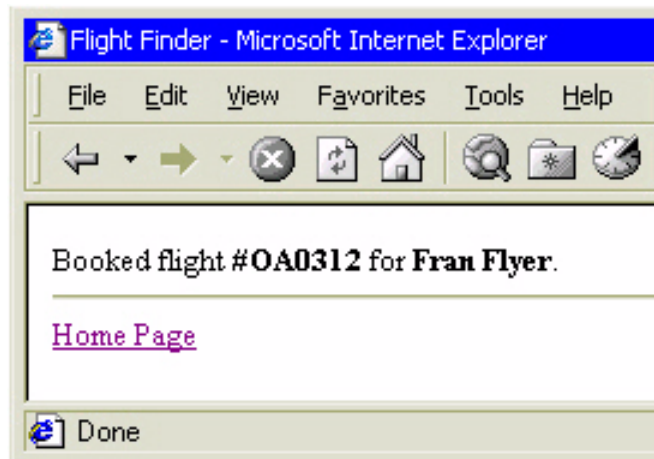 Flight Finder - Microsoft Internet Explorer
File Edit View Favorites Tools Help
Booked flight #OA0312 for Fran Flyer.
Home Page
Done